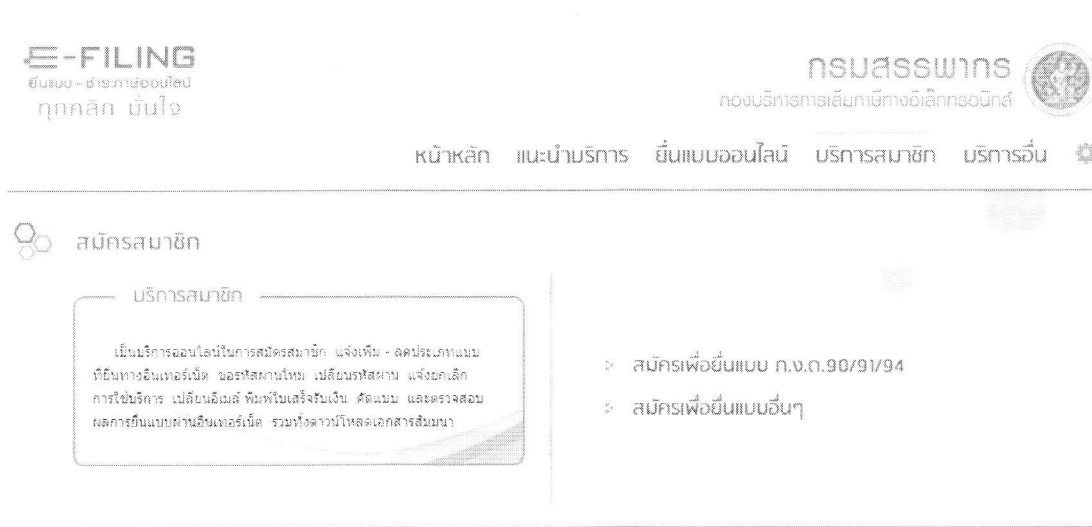 E-FILING
ยื่นแบบ - ชำระภาษีออนไลน์
ทุกคลิก มั่นใจ
กรมสรรพากร
กองบริหารการเสียภาษีทางอิเล็กทรอนิกส์
หน้าหลัก แนะนำบริการ ยื่นแบบออนไลน์ บริการสมาชิก บริการอื่น
สมัครสมาชิก
บริการสมาชิก
เป็นบริการออนไลน์ในการสมัครสมาชิก แจ้งเพิ่ม - ลดประเภทแบบ
ที่ยื่นทางอินเทอร์เน็ต ขอรหัสผ่านใหม่ เปลี่ยนรหัสผ่าน แจ้งยกเลิก
การใช้บริการ เปลี่ยนอีเมล์ พิมพ์ใบเสร็จรับเงิน คัดแบบ และตรวจสอบ
ผลการยื่นแบบผ่านอินเทอร์เน็ต รวมทั้งดาวน์โหลดเอกสารสัมมนา
สมัครเพื่อยื่นแบบ ภ.ง.ด.90/91/94
สมัครเพื่อยื่นแบบอื่นๆ